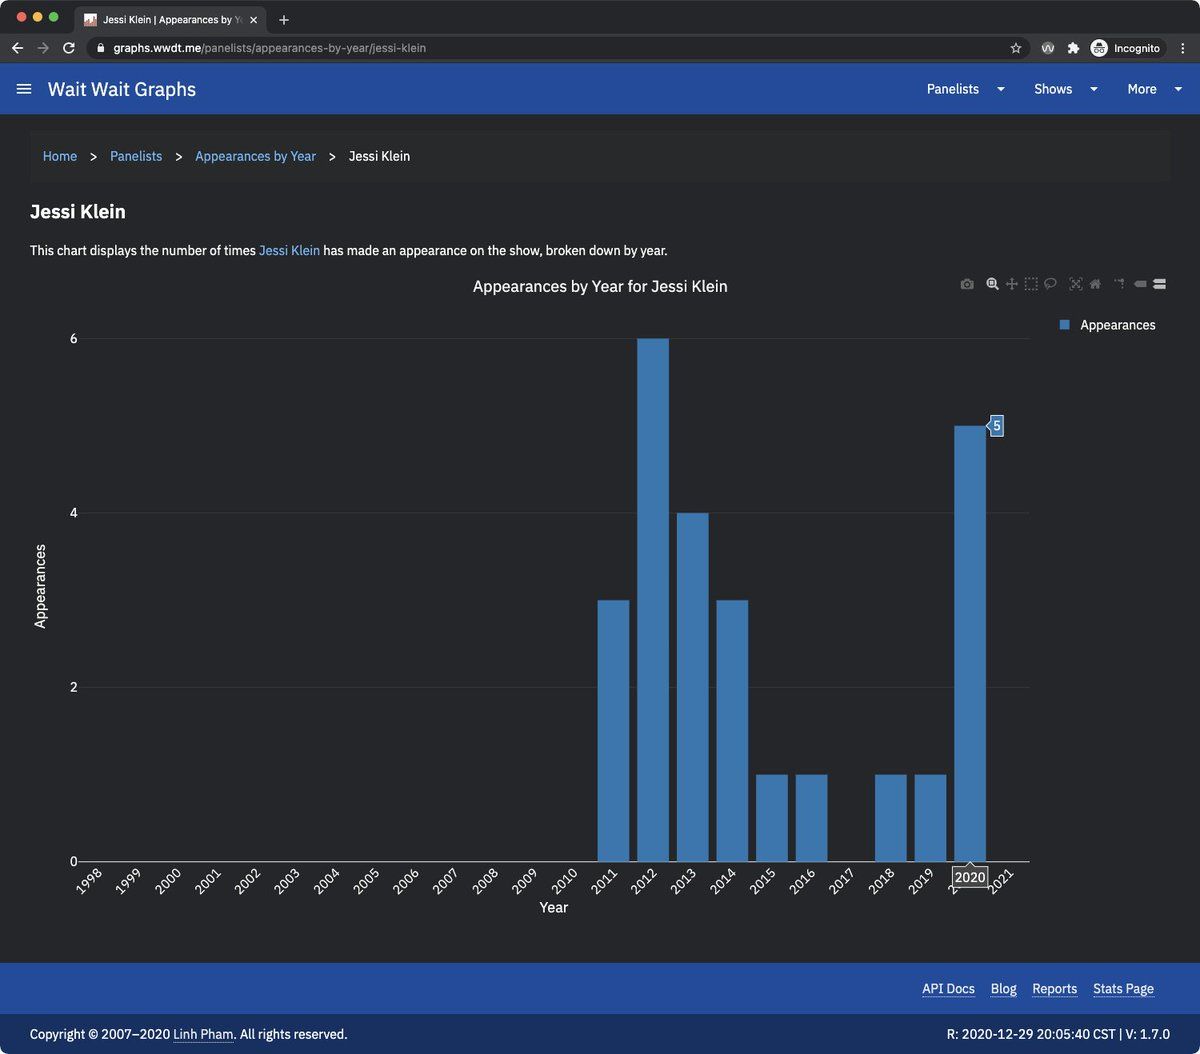 Jessi Klein | Appearances by Y
graphs.wwdt.me/panelists/appearances-by-year/jessi-klein
Incognito
Wait Wait Graphs
Panelists
Shows
More
Home > Panelists > Appearances by Year > Jessi Klein
Jessi Klein
This chart displays the number of times Jessi Klein has made an appearance on the show, broken down by year.
Appearances by Year for Jessi Klein
Appearances
6
5
4
2
0
Appearances
1998 1999 2000 2001 2002 2003 2004 2005 2006 2007 2008 2009 2010 2011 2012 2013 2014 2015 2016 2017 2018 2019 2020 2021
Year
API Docs Blog Reports Stats Page
Copyright © 2007–2020 Linh Pham. All rights reserved.
R: 2020-12-29 20:05:40 CST | V: 1.7.0